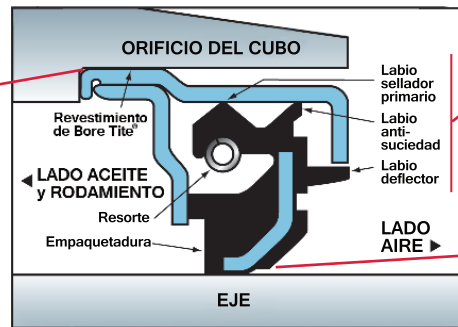 ORIFICIO DEL CUBO
Labio
sellador
primario
Revestimiento
de Bore Tite®
Labio
anti-
suciedad
◄ LADO ACEITE
y RODAMIENTO
Labio
deflector
Resorte
Empaquetadura
LADO
AIRE ►
EJE